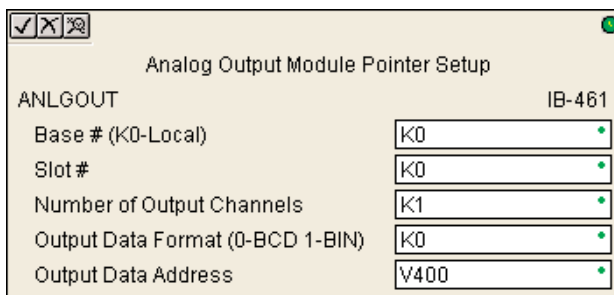 Analog Output Module Pointer Setup
ANLGOUT IB-461
Base # (K0-Local) K0
Slot # K0
Number of Output Channels K1
Output Data Format (0-BCD 1-BIN) K0
Output Data Address V400